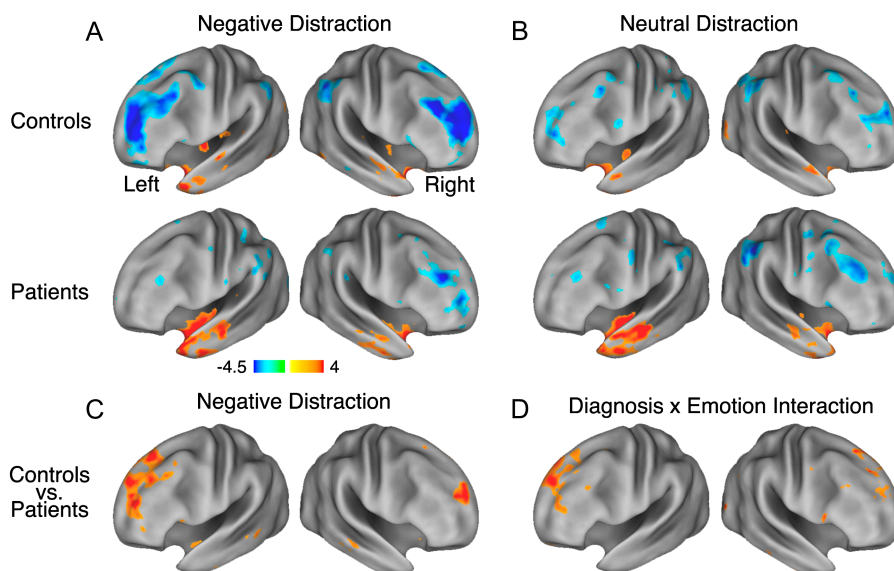 A Negative Distraction
B Neutral Distraction
Controls
Left Right
Patients
-4.5 4
C Negative Distraction
D Diagnosis x Emotion Interaction
Controls
vs.
Patients